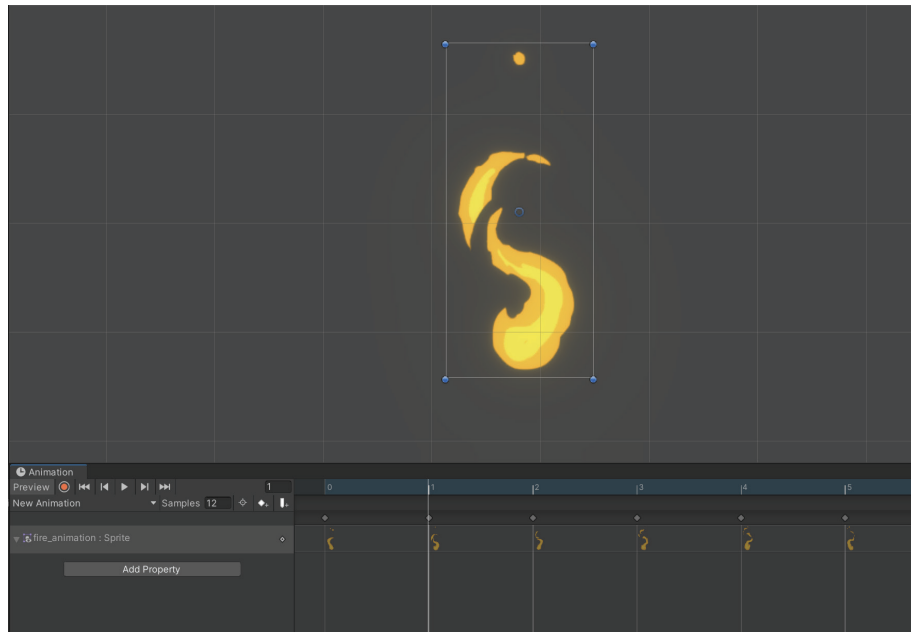 Animation
Preview 1 0 1 2 3 4 5
New Animation Samples 12
fire_animation : Sprite
Add Property